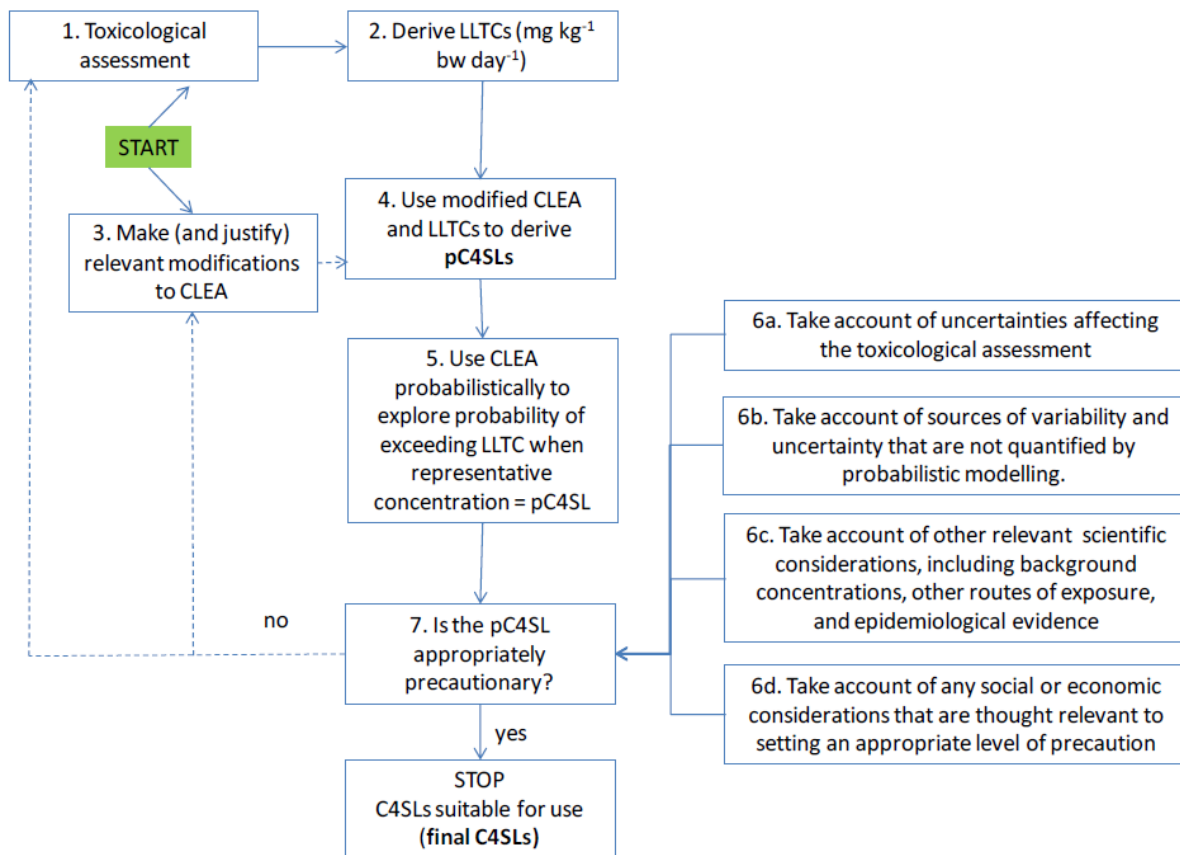 1. Toxicological
assessment
2. Derive LLTCs (mg kg⁻¹
bw day⁻¹)
START
3. Make (and justify)
relevant modifications
to CLEA
4. Use modified CLEA
and LLTCs to derive
pC4SLs
5. Use CLEA
probabilistically to
explore probability of
exceeding LLTC when
representative
concentration = pC4SL
6a. Take account of uncertainties affecting
the toxicological assessment
6b. Take account of sources of variability and
uncertainty that are not quantified by
probabilistic modelling.
6c. Take account of other relevant scientific
considerations, including background
concentrations, other routes of exposure,
and epidemiological evidence
6d. Take account of any social or economic
considerations that are thought relevant to
setting an appropriate level of precaution
no
7. Is the pC4SL
appropriately
precautionary?
yes
STOP
C4SLs suitable for use
(final C4SLs)